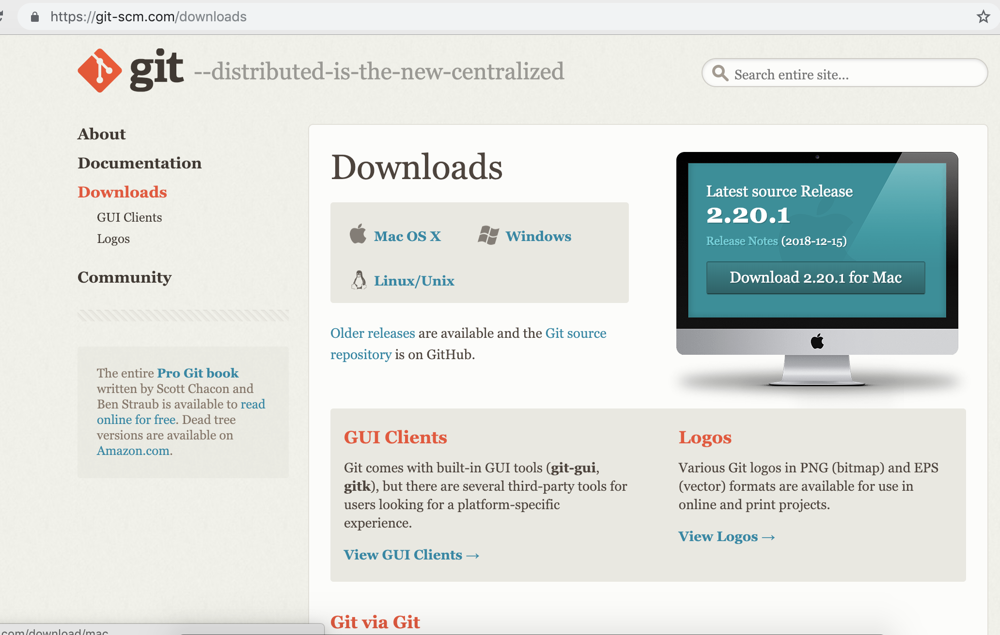 https://git-scm.com/downloads
git --distributed-is-the-new-centralized
Search entire site...
About
Documentation
Downloads
GUI Clients
Logos
Community
The entire Pro Git book
written by Scott Chacon and
Ben Straub is available to read
online for free. Dead tree
versions are available on
Amazon.com.
Downloads
Mac OS X
Windows
Linux/Unix
Older releases are available and the Git source
repository is on GitHub.
Latest source Release
2.20.1
Release Notes (2018-12-15)
Download 2.20.1 for Mac
GUI Clients
Git comes with built-in GUI tools (git-gui,
gitk), but there are several third-party tools for
users looking for a platform-specific
experience.
View GUI Clients →
Logos
Various Git logos in PNG (bitmap) and EPS
(vector) formats are available for use in
online and print projects.
View Logos →
Git via Git
.com/download/mac